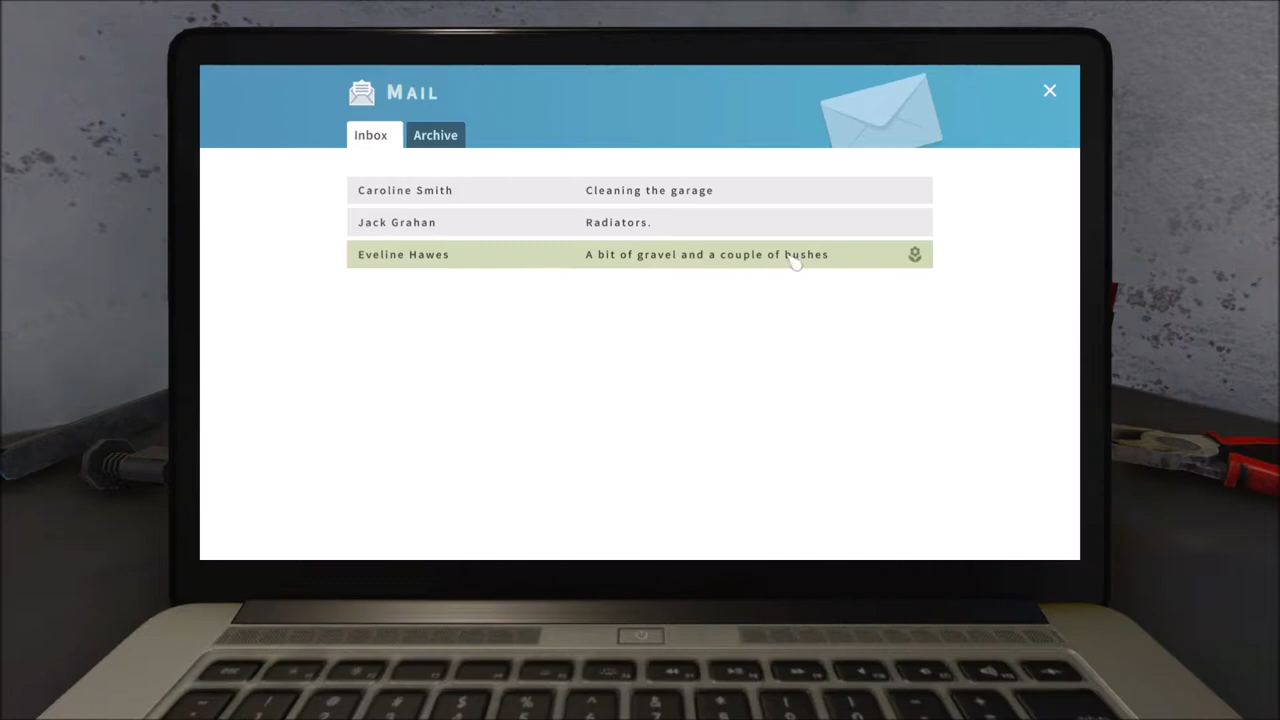 MAIL
Inbox Archive
Caroline Smith Cleaning the garage
Jack Grahan Radiators.
Eveline Hawes A bit of gravel and a couple of bushes